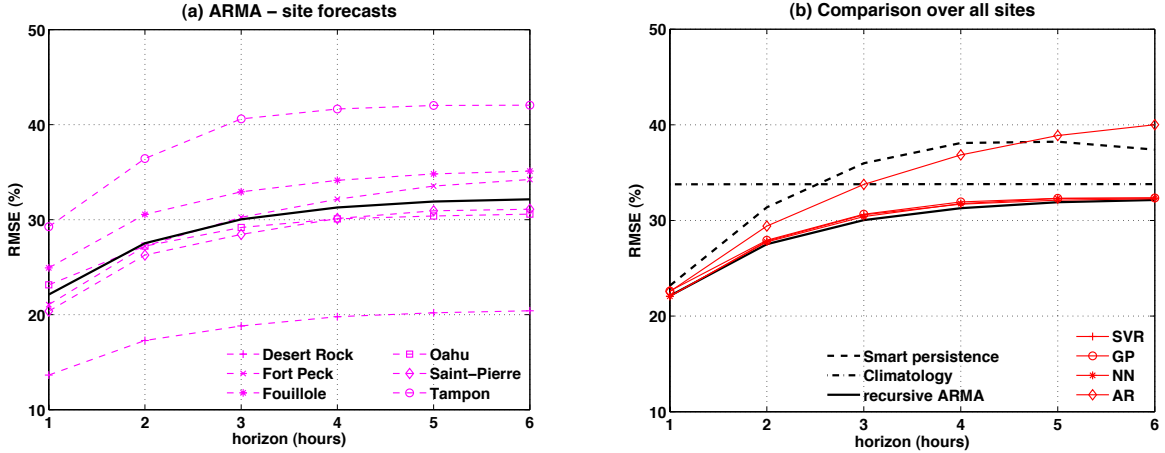 (a) ARMA – site forecasts
50
40
30
20
10
RMSE (%)
1 2 3 4 5 6
horizon (hours)
Desert Rock
Fort Peck
Fouillole
Oahu
Saint–Pierre
Tampon
(b) Comparison over all sites
50
40
30
20
10
RMSE (%)
1 2 3 4 5 6
horizon (hours)
Smart persistence
Climatology
recursive ARMA
SVR
GP
NN
AR